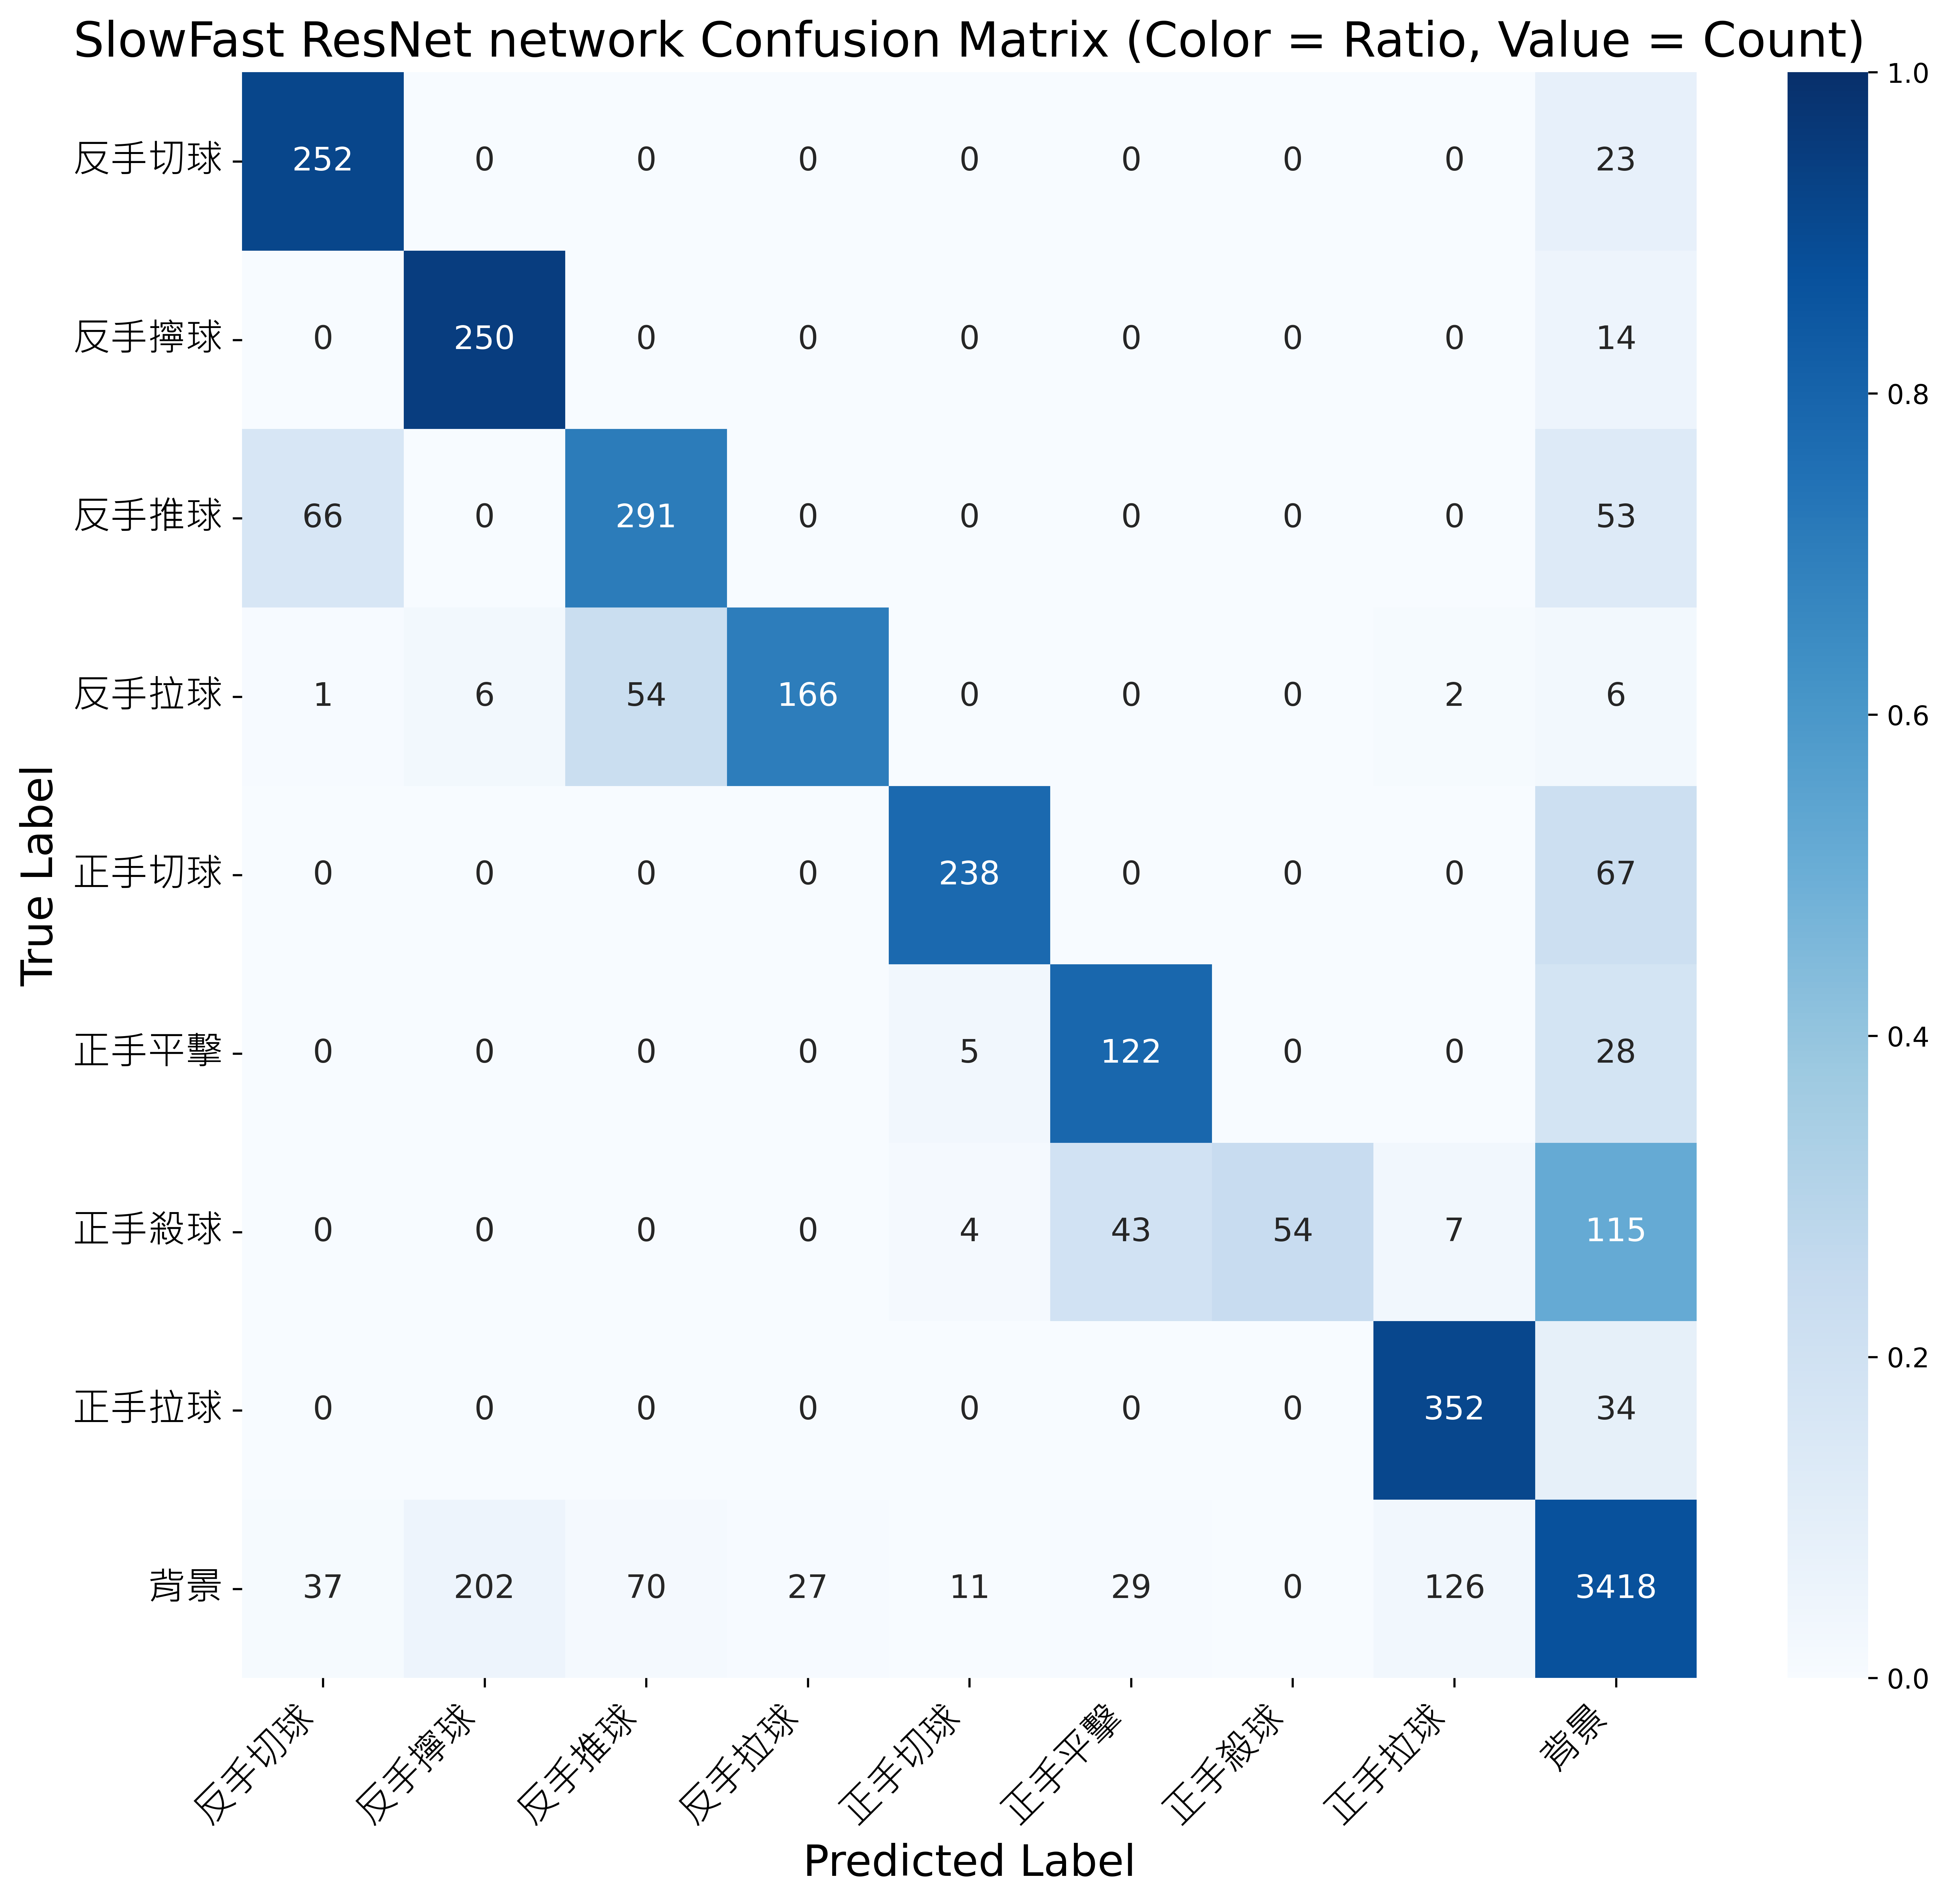 SlowFast ResNet network Confusion Matrix (Color = Ratio, Value = Count)
True Label
反手切球 252 0 0 0 0 0 0 0 23
反手擰球 0 250 0 0 0 0 0 0 14
反手推球 66 0 291 0 0 0 0 0 53
反手拉球 1 6 54 166 0 0 0 2 6
正手切球 0 0 0 0 238 0 0 0 67
正手平擊 0 0 0 0 5 122 0 0 28
正手殺球 0 0 0 0 4 43 54 7 115
正手拉球 0 0 0 0 0 0 0 352 34
背景 37 202 70 27 11 29 0 126 3418
反手切球 反手擰球 反手推球 反手拉球 正手切球 正手平擊 正手殺球 正手拉球 背景
Predicted Label
1.0
0.8
0.6
0.4
0.2
0.0